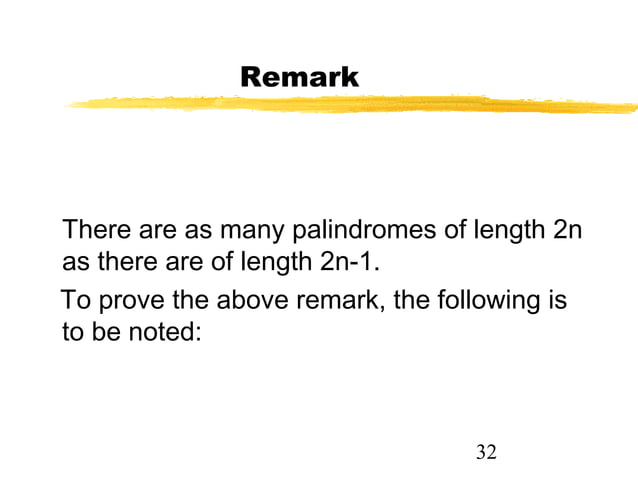 Remark
There are as many palindromes of length 2n
as there are of length 2n-1.
To prove the above remark, the following is
to be noted:
32